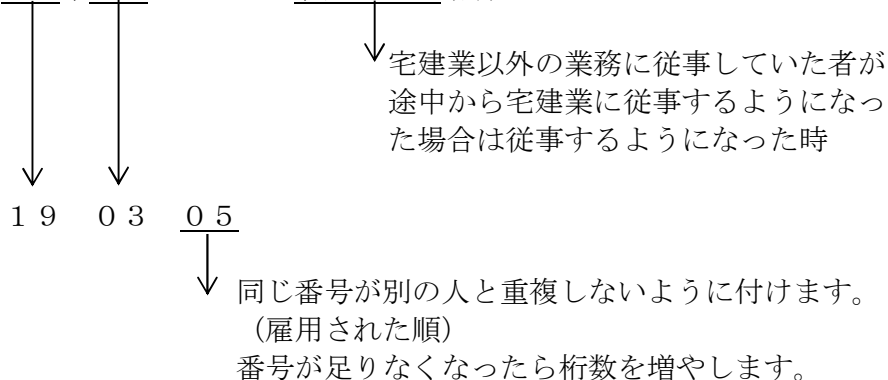 宅建業以外の業務に従事していた者が
途中から宅建業に従事するようになっ
た場合は従事するようになった時
１９　０３　０５
同じ番号が別の人と重複しないように付けます。
（雇用された順）
番号が足りなくなったら桁数を増やします。